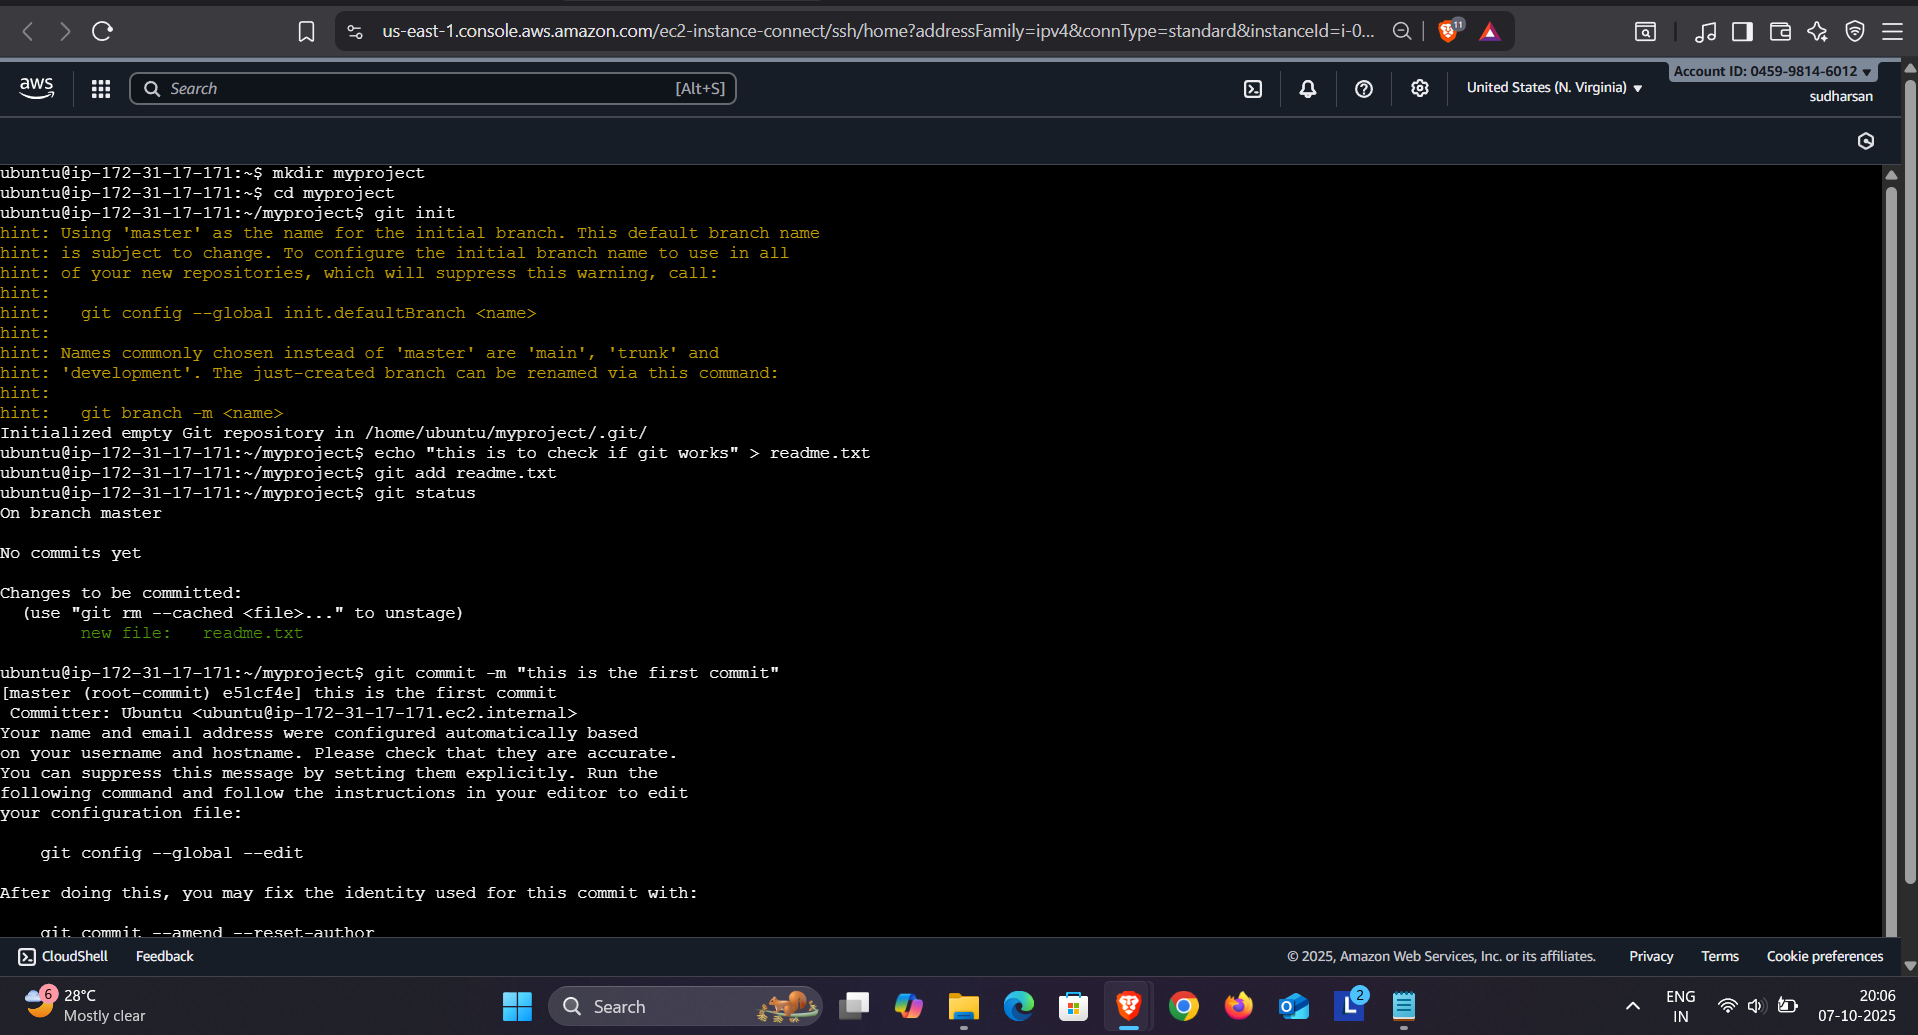 us-east-1.console.aws.amazon.com/ec2-instance-connect/ssh/home?addressFamily=ipv4&connType=standard&instanceId=i-0...
11
aws
Search
[Alt+S]
United States (N. Virginia)
Account ID: 0459-9814-6012
sudharsan
ubuntu@ip-172-31-17-171:~$ mkdir myproject
ubuntu@ip-172-31-17-171:~$ cd myproject
ubuntu@ip-172-31-17-171:~/myproject$ git init
hint: Using 'master' as the name for the initial branch. This default branch name
hint: is subject to change. To configure the initial branch name to use in all
hint: of your new repositories, which will suppress this warning, call:
hint:
hint:   git config --global init.defaultBranch <name>
hint:
hint: Names commonly chosen instead of 'master' are 'main', 'trunk' and
hint: 'development'. The just-created branch can be renamed via this command:
hint:
hint:   git branch -m <name>
Initialized empty Git repository in /home/ubuntu/myproject/.git/
ubuntu@ip-172-31-17-171:~/myproject$ echo "this is to check if git works" > readme.txt
ubuntu@ip-172-31-17-171:~/myproject$ git add readme.txt
ubuntu@ip-172-31-17-171:~/myproject$ git status
On branch master
No commits yet
Changes to be committed:
  (use "git rm --cached <file>..." to unstage)
        new file:   readme.txt
ubuntu@ip-172-31-17-171:~/myproject$ git commit -m "this is the first commit"
[master (root-commit) e51cf4e] this is the first commit
 Committer: Ubuntu <ubuntu@ip-172-31-17-171.ec2.internal>
Your name and email address were configured automatically based
on your username and hostname. Please check that they are accurate.
You can suppress this message by setting them explicitly. Run the
following command and follow the instructions in your editor to edit
your configuration file:
    git config --global --edit
After doing this, you may fix the identity used for this commit with:
    git commit --amend --reset-author
CloudShell
Feedback
© 2025, Amazon Web Services, Inc. or its affiliates.
Privacy
Terms
Cookie preferences
6
28°C
Mostly clear
Search
L
2
ENG
IN
20:06
07-10-2025